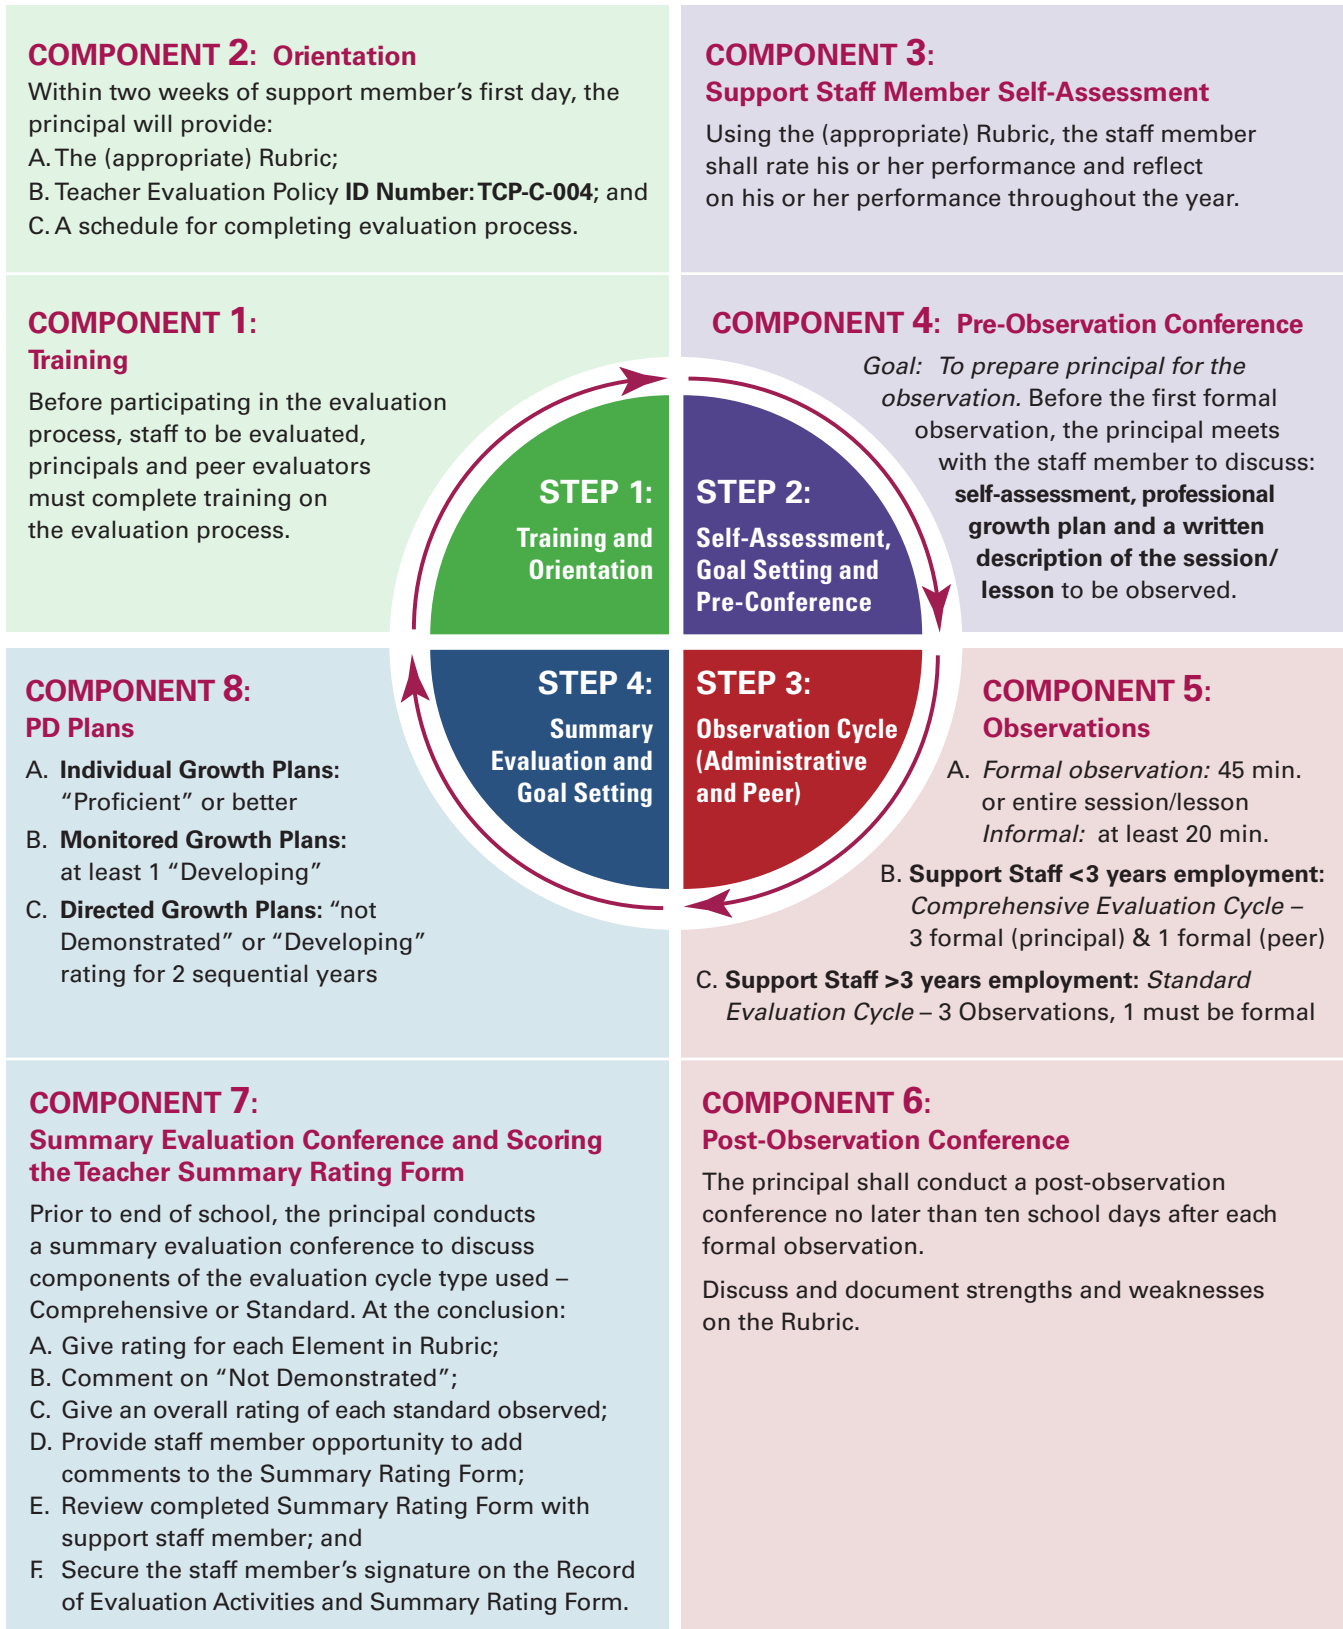 COMPONENT 2: Orientation
Within two weeks of support member’s first day, the
principal will provide:
A. The (appropriate) Rubric;
B. Teacher Evaluation Policy ID Number: TCP-C-004; and
C. A schedule for completing evaluation process.
COMPONENT 3:
Support Staff Member Self-Assessment
Using the (appropriate) Rubric, the staff member
shall rate his or her performance and reflect
on his or her performance throughout the year.
COMPONENT 1:
Training
Before participating in the evaluation
process, staff to be evaluated,
principals and peer evaluators
must complete training on
the evaluation process.
COMPONENT 4: Pre-Observation Conference
Goal: To prepare principal for the
observation. Before the first formal
observation, the principal meets
with the staff member to discuss:
self-assessment, professional
growth plan and a written
description of the session/
lesson to be observed.
STEP 1:
Training and
Orientation
STEP 2:
Self-Assessment,
Goal Setting and
Pre-Conference
STEP 4:
Summary
Evaluation and
Goal Setting
STEP 3:
Observation Cycle
(Administrative
and Peer)
COMPONENT 8:
PD Plans
A. Individual Growth Plans:
“Proficient” or better
B. Monitored Growth Plans:
at least 1 “Developing”
C. Directed Growth Plans: “not
Demonstrated” or “Developing”
rating for 2 sequential years
COMPONENT 5:
Observations
A. Formal observation: 45 min.
or entire session/lesson
Informal: at least 20 min.
B. Support Staff <3 years employment:
Comprehensive Evaluation Cycle –
3 formal (principal) & 1 formal (peer)
C. Support Staff >3 years employment: Standard
Evaluation Cycle – 3 Observations, 1 must be formal
COMPONENT 7:
Summary Evaluation Conference and Scoring
the Teacher Summary Rating Form
Prior to end of school, the principal conducts
a summary evaluation conference to discuss
components of the evaluation cycle type used –
Comprehensive or Standard. At the conclusion:
A. Give rating for each Element in Rubric;
B. Comment on “Not Demonstrated”;
C. Give an overall rating of each standard observed;
D. Provide staff member opportunity to add
comments to the Summary Rating Form;
E. Review completed Summary Rating Form with
support staff member; and
F. Secure the staff member’s signature on the Record
of Evaluation Activities and Summary Rating Form.
COMPONENT 6:
Post-Observation Conference
The principal shall conduct a post-observation
conference no later than ten school days after each
formal observation.
Discuss and document strengths and weaknesses
on the Rubric.